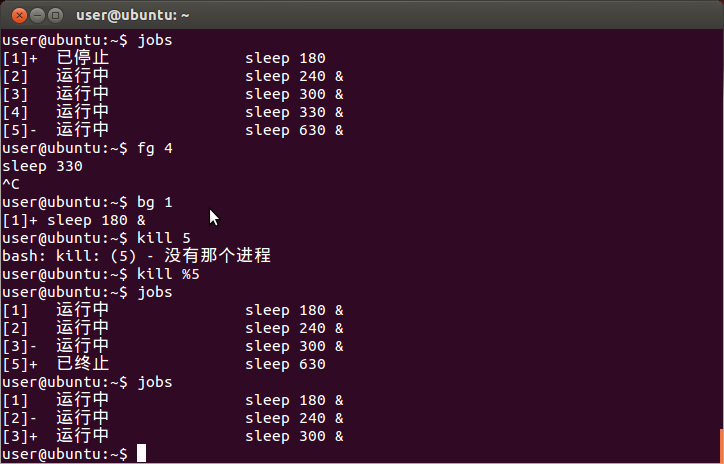 user@ubuntu: ~
user@ubuntu:~$ jobs
[1]+  已停止               sleep 180
[2]   运行中               sleep 240 &
[3]   运行中               sleep 300 &
[4]   运行中               sleep 330 &
[5]-  运行中               sleep 630 &
user@ubuntu:~$ fg 4
sleep 330
^C
user@ubuntu:~$ bg 1
[1]+ sleep 180 &
user@ubuntu:~$ kill 5
bash: kill: (5) - 没有那个进程
user@ubuntu:~$ kill %5
user@ubuntu:~$ jobs
[1]   运行中               sleep 180 &
[2]   运行中               sleep 240 &
[3]-  运行中               sleep 300 &
[5]+  已终止               sleep 630
user@ubuntu:~$ jobs
[1]   运行中               sleep 180 &
[2]-  运行中               sleep 240 &
[3]+  运行中               sleep 300 &
user@ubuntu:~$